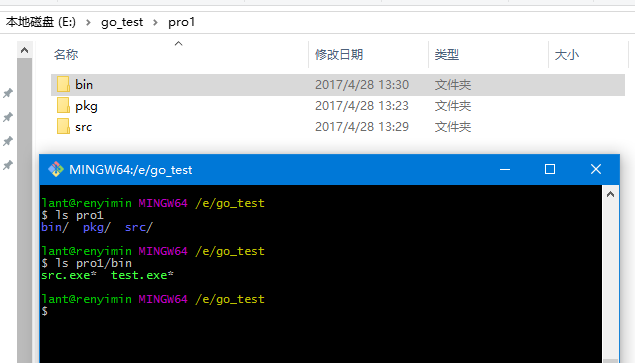 本地磁盘 (E:) > go_test > pro1
名称 修改日期 类型 大小
bin 2017/4/28 13:30 文件夹
pkg 2017/4/28 13:23 文件夹
src 2017/4/28 13:29 文件夹
MINGW64:/e/go_test
lant@renyimin MINGW64 /e/go_test
$ ls pro1
bin/ pkg/ src/
lant@renyimin MINGW64 /e/go_test
$ ls pro1/bin
src.exe* test.exe*
lant@renyimin MINGW64 /e/go_test
$